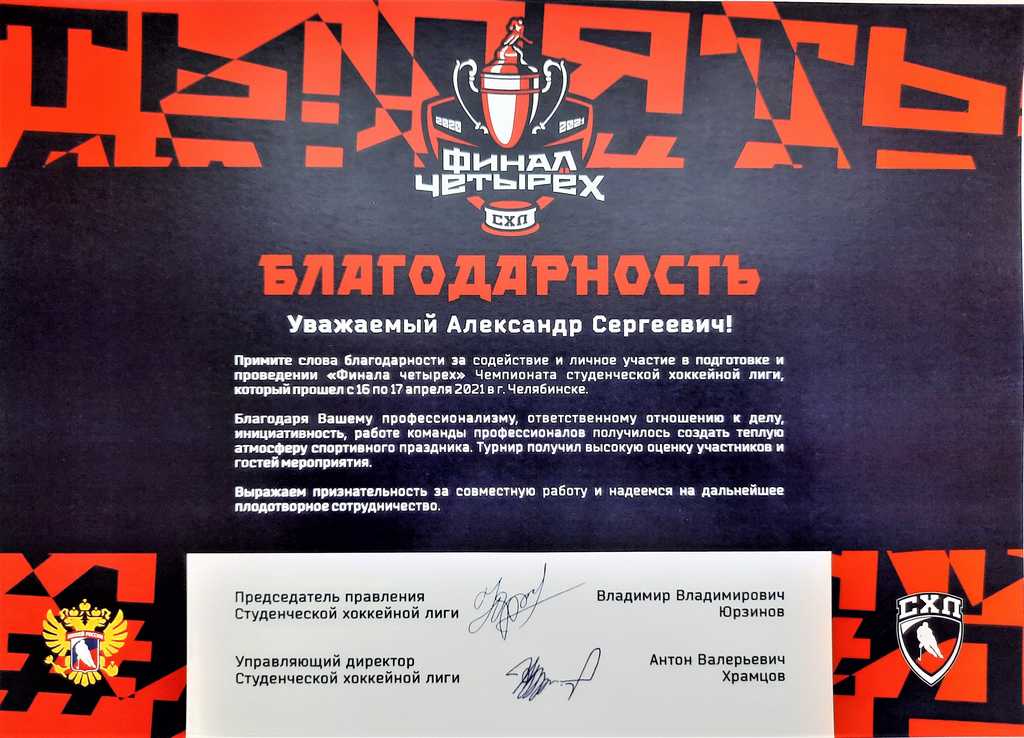 2020 2021
ФИНАЛ
ЧЕТЫРЁХ
СХЛ
БЛАГОДАРНОСТЬ
Уважаемый Александр Сергеевич!
Примите слова благодарности за содействие и личное участие в подготовке и
проведении «Финала четырех» Чемпионата студенческой хоккейной лиги,
который прошел с 16 по 17 апреля 2021 в г. Челябинске.
Благодаря Вашему профессионализму, ответственному отношению к делу,
инициативность, работе команды профессионалов получилось создать теплую
атмосферу спортивного праздника. Турнир получил высокую оценку участников и
гостей мероприятия.
Выражаем признательность за совместную работу и надеемся на дальнейшее
плодотворное сотрудничество.
Председатель правления Владимир Владимирович
Студенческой хоккейной лиги Юрзинов
Управляющий директор Антон Валерьевич
Студенческой хоккейной лиги Храмцов
СХЛ